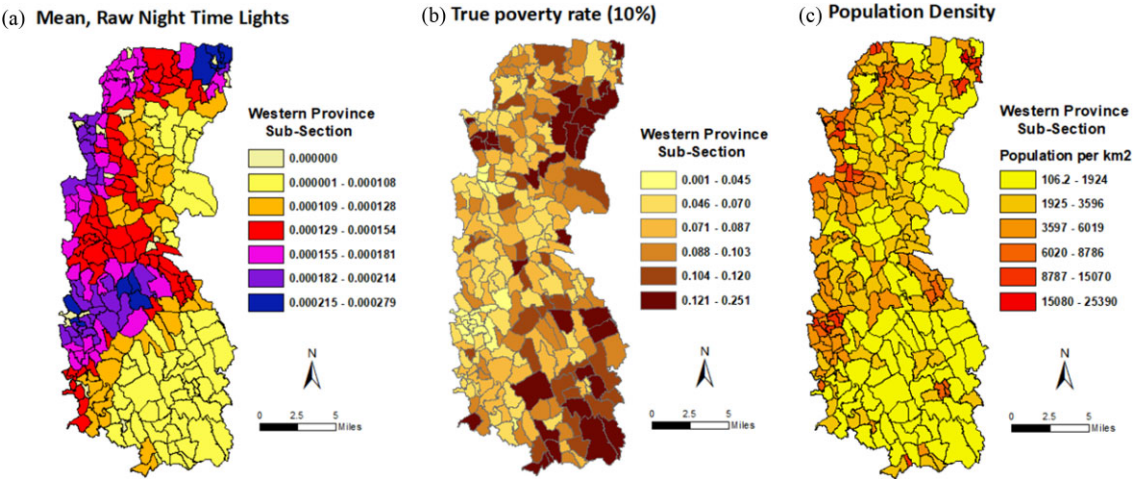 (a) Mean, Raw Night Time Lights
Western Province
Sub-Section
0.000000
0.000001 - 0.000108
0.000109 - 0.000128
0.000129 - 0.000154
0.000155 - 0.000181
0.000182 - 0.000214
0.000215 - 0.000279
N
0 2.5 5
Miles
(b) True poverty rate (10%)
Western Province
Sub-Section
0.001 - 0.045
0.046 - 0.070
0.071 - 0.087
0.088 - 0.103
0.104 - 0.120
0.121 - 0.251
N
0 2.5 5
Miles
(c) Population Density
Western Province
Sub-Section
Population per km2
106.2 - 1924
1925 - 3596
3597 - 6019
6020 - 8786
8787 - 15070
15080 - 25390
N
0 2.5 5
Miles